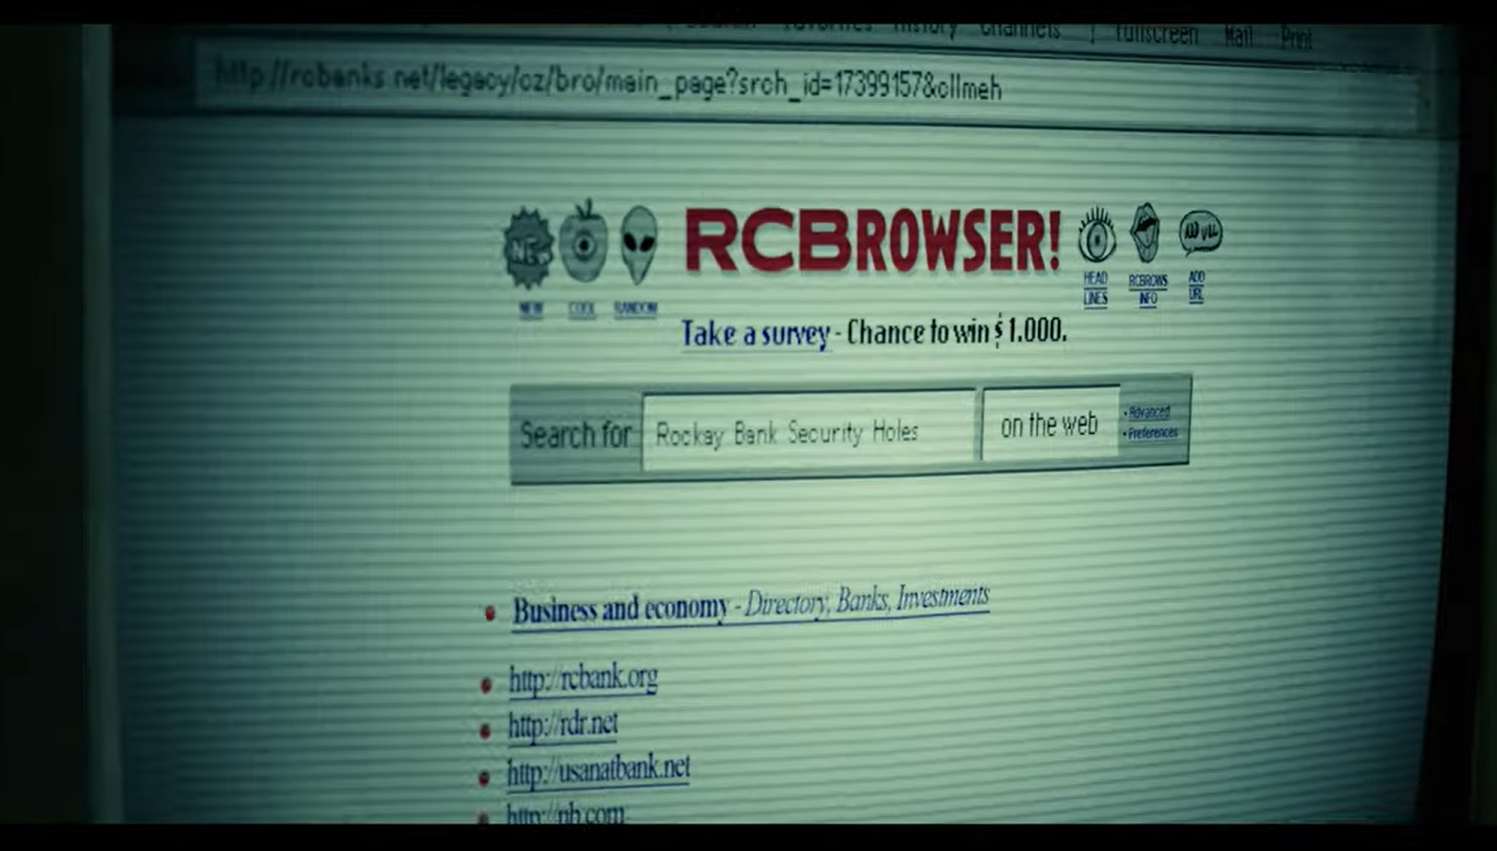 Favorites History Channels | Fullscreen Mail Print
http://rcbanks.net/legacy/cz/bro/main_page?srch_id=17399157&cllmeh
NEW
RCBROWSER!
NEW COOL RANDOM
HEAD LINES
RCBROWS INFO
ADD URL
Take a survey - Chance to win $1.000.
Search for Rockay Bank Security Holes on the web
• Advanced
• Preferences
Business and economy - Directory, Banks, Investments
http://rcbank.org
http://rdr.net
http://usanatbank.net
http://nb.com